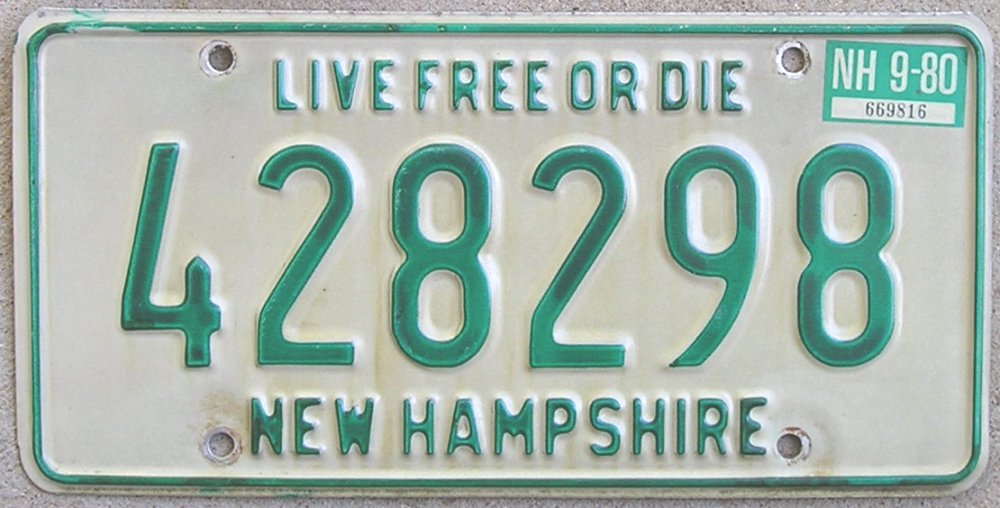 LIVE FREE OR DIE
NH 9-80
669816
428298
NEW HAMPSHIRE